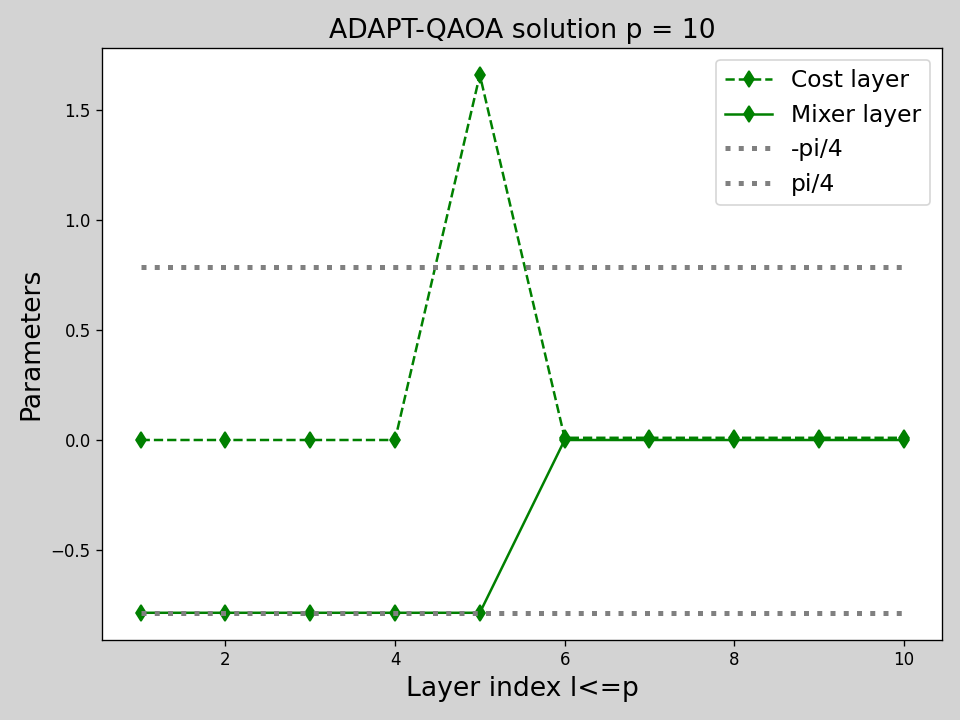 ADAPT-QAOA solution p = 10
Cost layer
Mixer layer
-pi/4
pi/4
Parameters
1.5
1.0
0.5
0.0
−0.5
2
4
6
8
10
Layer index l<=p